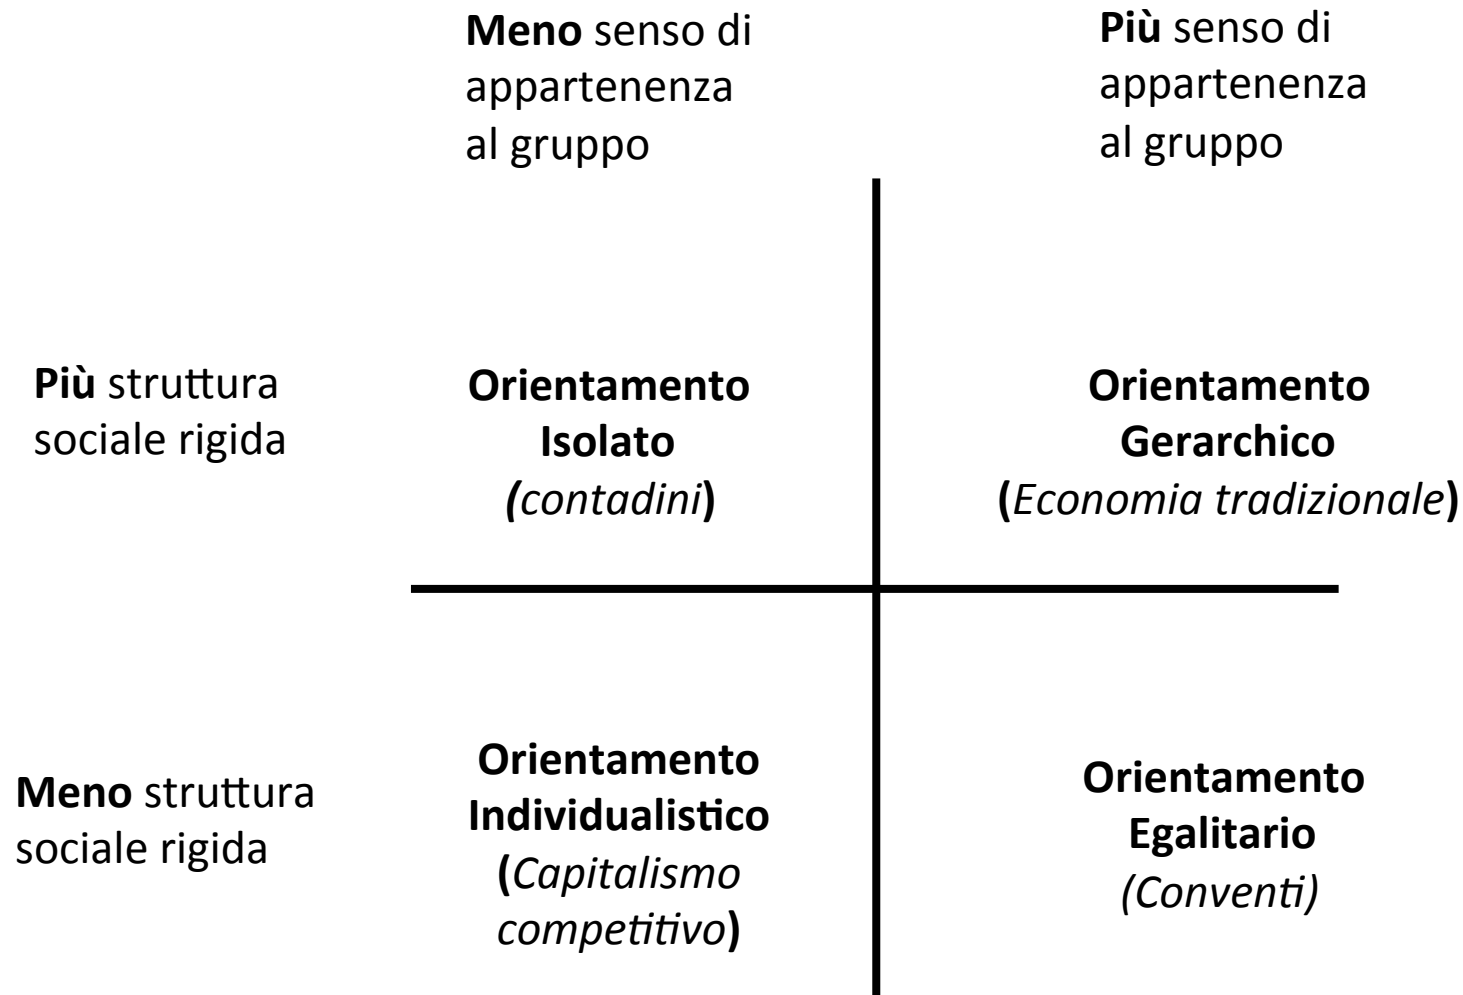 Meno senso di
appartenenza
al gruppo
Più senso di
appartenenza
al gruppo
Più struttura
sociale rigida
Orientamento
Isolato
(contadini)
Orientamento
Gerarchico
(Economia tradizionale)
Meno struttura
sociale rigida
Orientamento
Individualistico
(Capitalismo
competitivo)
Orientamento
Egalitario
(Conventi)